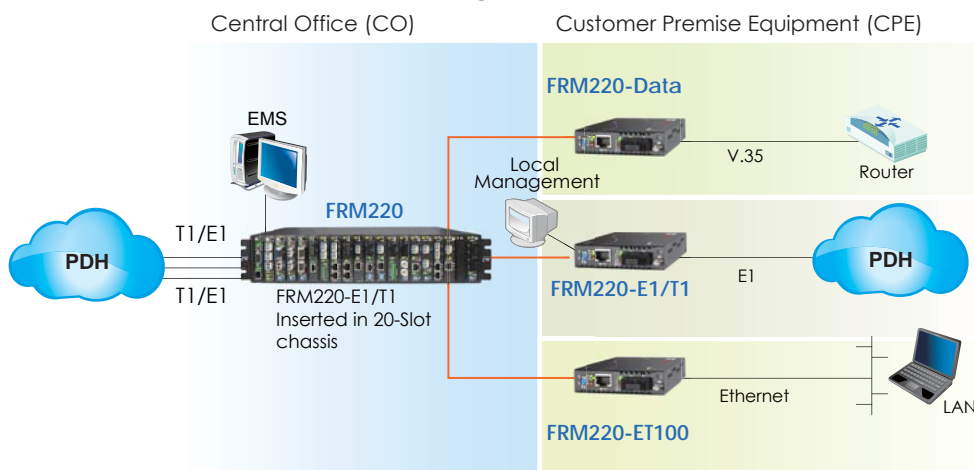 Central Office (CO)
Customer Premise Equipment (CPE)
FRM220-Data
EMS
V.35
Router
Local
Management
FRM220
T1/E1
PDH
T1/E1
FRM220-E1/T1
Inserted in 20-Slot
chassis
FRM220-E1/T1
E1
PDH
Ethernet
LAN
FRM220-ET100